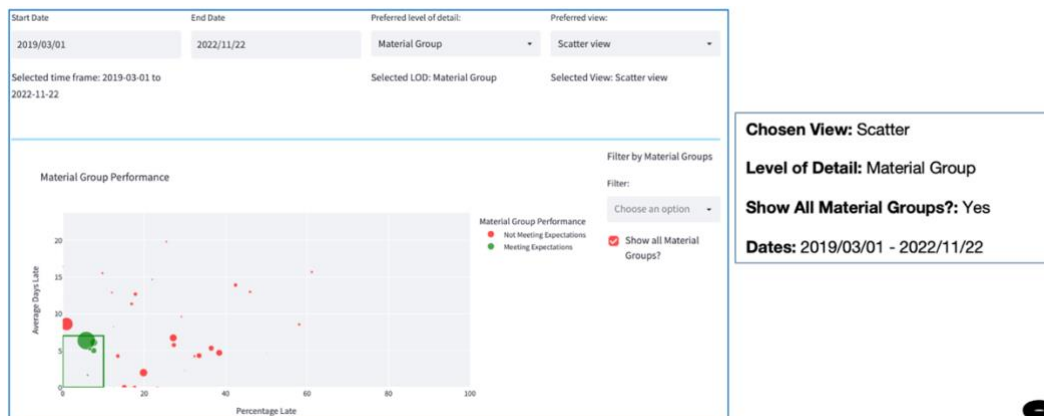 Start Date
End Date
Preferred level of detail:
Preferred view:
2019/03/01
2022/11/22
Material Group
Scatter view
Selected time frame: 2019-03-01 to
2022-11-22
Selected LOD: Material Group
Selected View: Scatter view
Filter by Material Groups
Filter:
Choose an option
Show all Material
Groups?
Material Group Performance
Material Group Performance
Not Meeting Expectations
Meeting Expectations
Average Days Late
20
15
10
5
0
0
20
40
60
80
100
Percentage Late
Chosen View: Scatter
Level of Detail: Material Group
Show All Material Groups?: Yes
Dates: 2019/03/01 - 2022/11/22